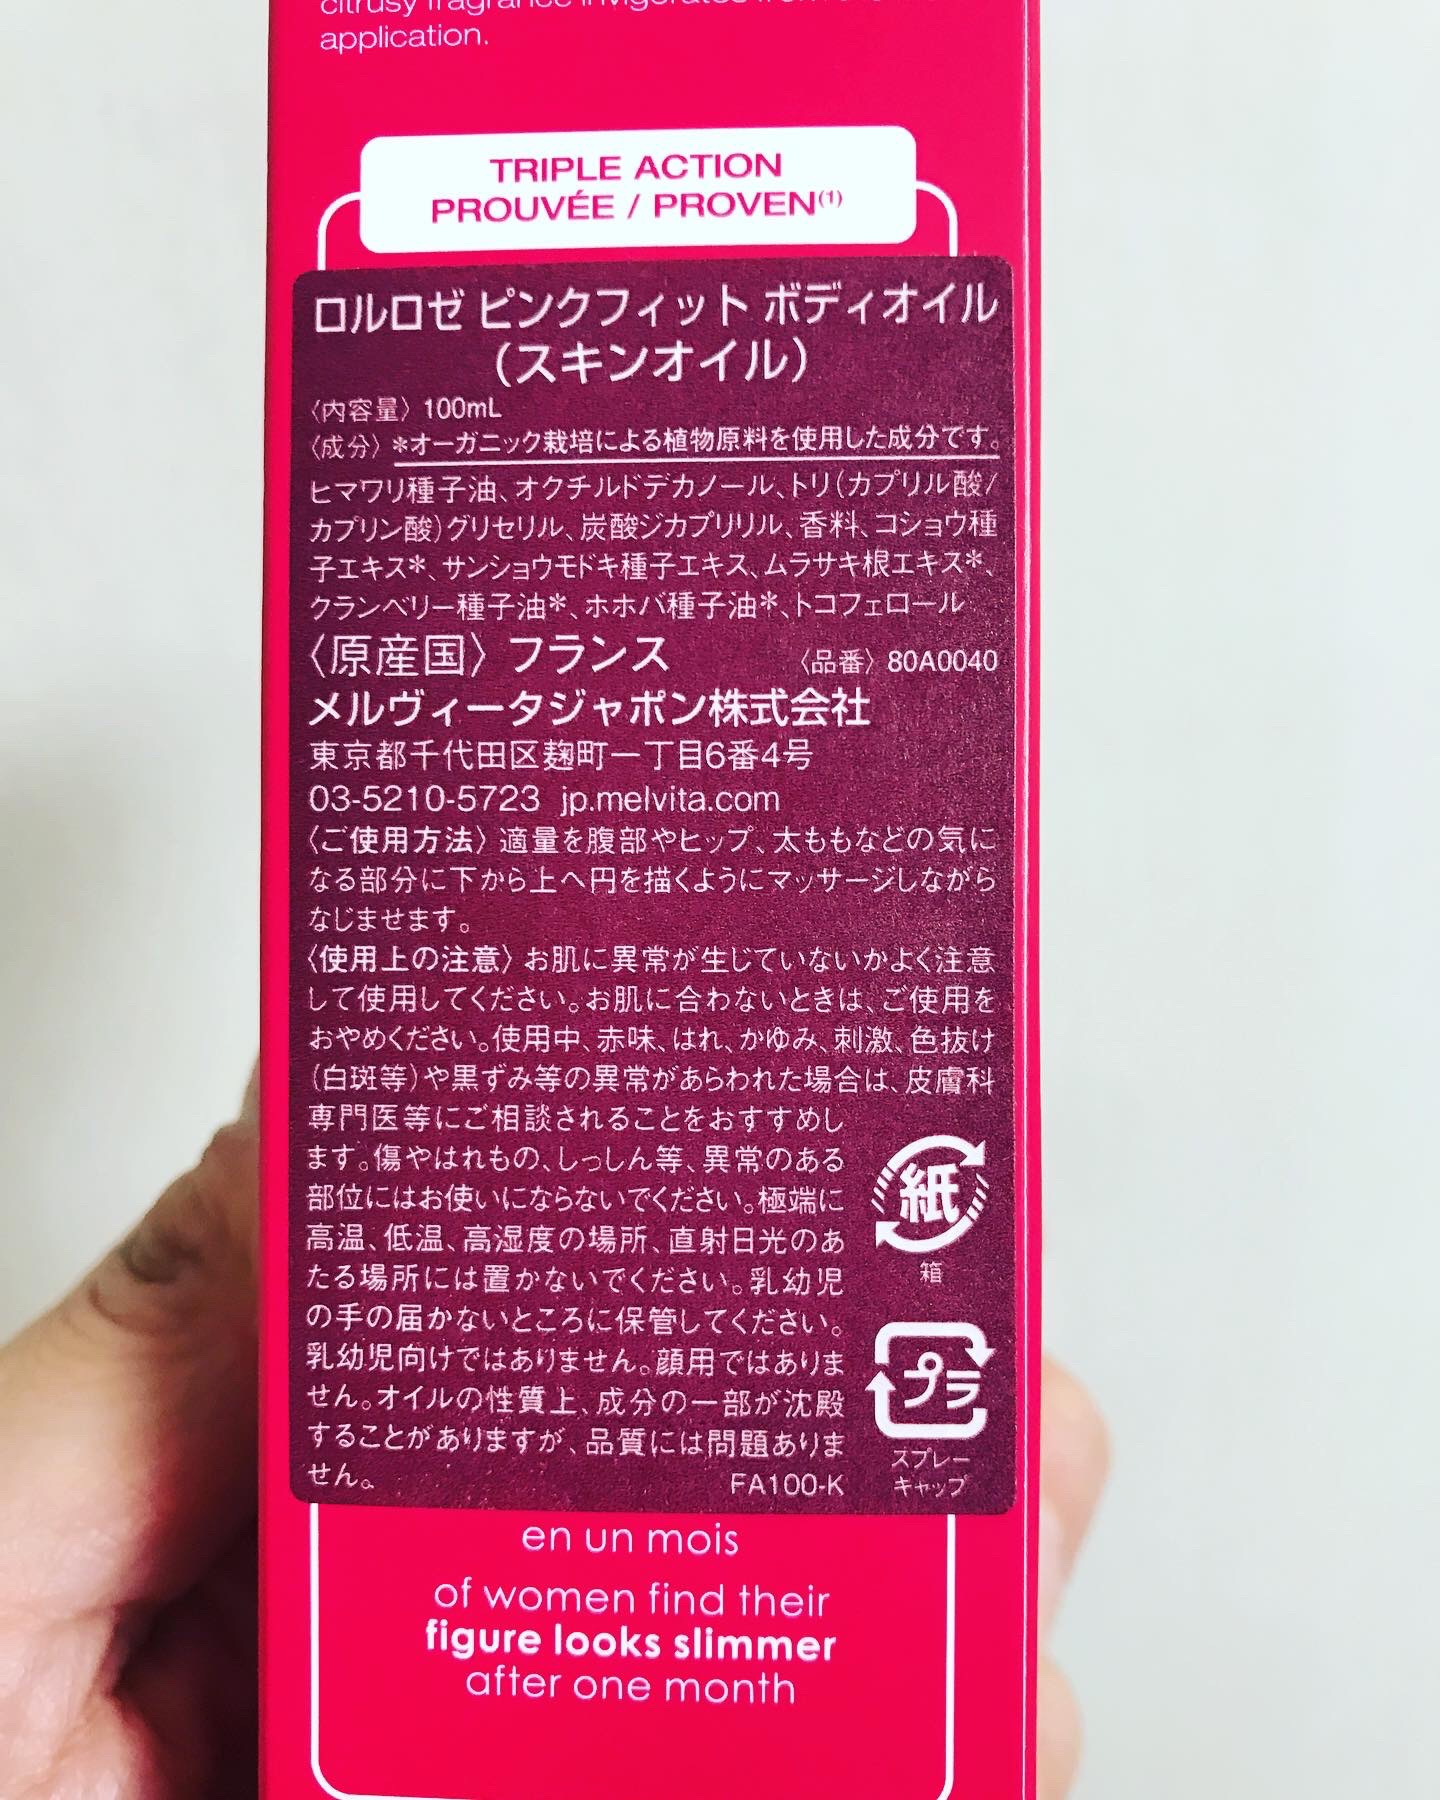 citrusy fragrance invigorates from
application.
TRIPLE ACTION
PROUVÉE / PROVEN(1)
ロルロゼ ピンクフィット ボディオイル
（スキンオイル）
〈内容量〉 100mL
〈成分〉 *オーガニック栽培による植物原料を使用した成分です。
ヒマワリ種子油、オクチルドデカノール、トリ（カプリル酸/
カプリン酸）グリセリル、炭酸ジカプリリル、香料、コショウ種
子エキス*、サンショウモドキ種子エキス、ムラサキ根エキス*、
クランベリー種子油*、ホホバ種子油*、トコフェロール
〈原産国〉 フランス 〈品番〉 80A0040
メルヴィータジャポン株式会社
東京都千代田区麹町一丁目6番4号
03-5210-5723 jp.melvita.com
〈ご使用方法〉 適量を腹部やヒップ、太ももなどの気に
なる部分に下から上へ円を描くようにマッサージしながら
なじませます。
〈使用上の注意〉 お肌に異常が生じていないかよく注意
して使用してください。お肌に合わないときは、ご使用を
おやめください。使用中、赤味、はれ、かゆみ、刺激、色抜け
（白斑等）や黒ずみ等の異常があらわれた場合は、皮膚科
専門医等にご相談されることをおすすめし
ます。傷やはれもの、しっしん等、異常のある
部位にはお使いにならないでください。極端に
高温、低温、高湿度の場所、直射日光のあ
たる場所には置かないでください。乳幼児
の手の届かないところに保管してください。
乳幼児向けではありません。顔用ではありま
せん。オイルの性質上、成分の一部が沈殿
することがありますが、品質には問題ありま
せん。 FA100-K
紙
箱
プラ
スプレー
キャップ
en un mois
of women find their
figure looks slimmer
after one month